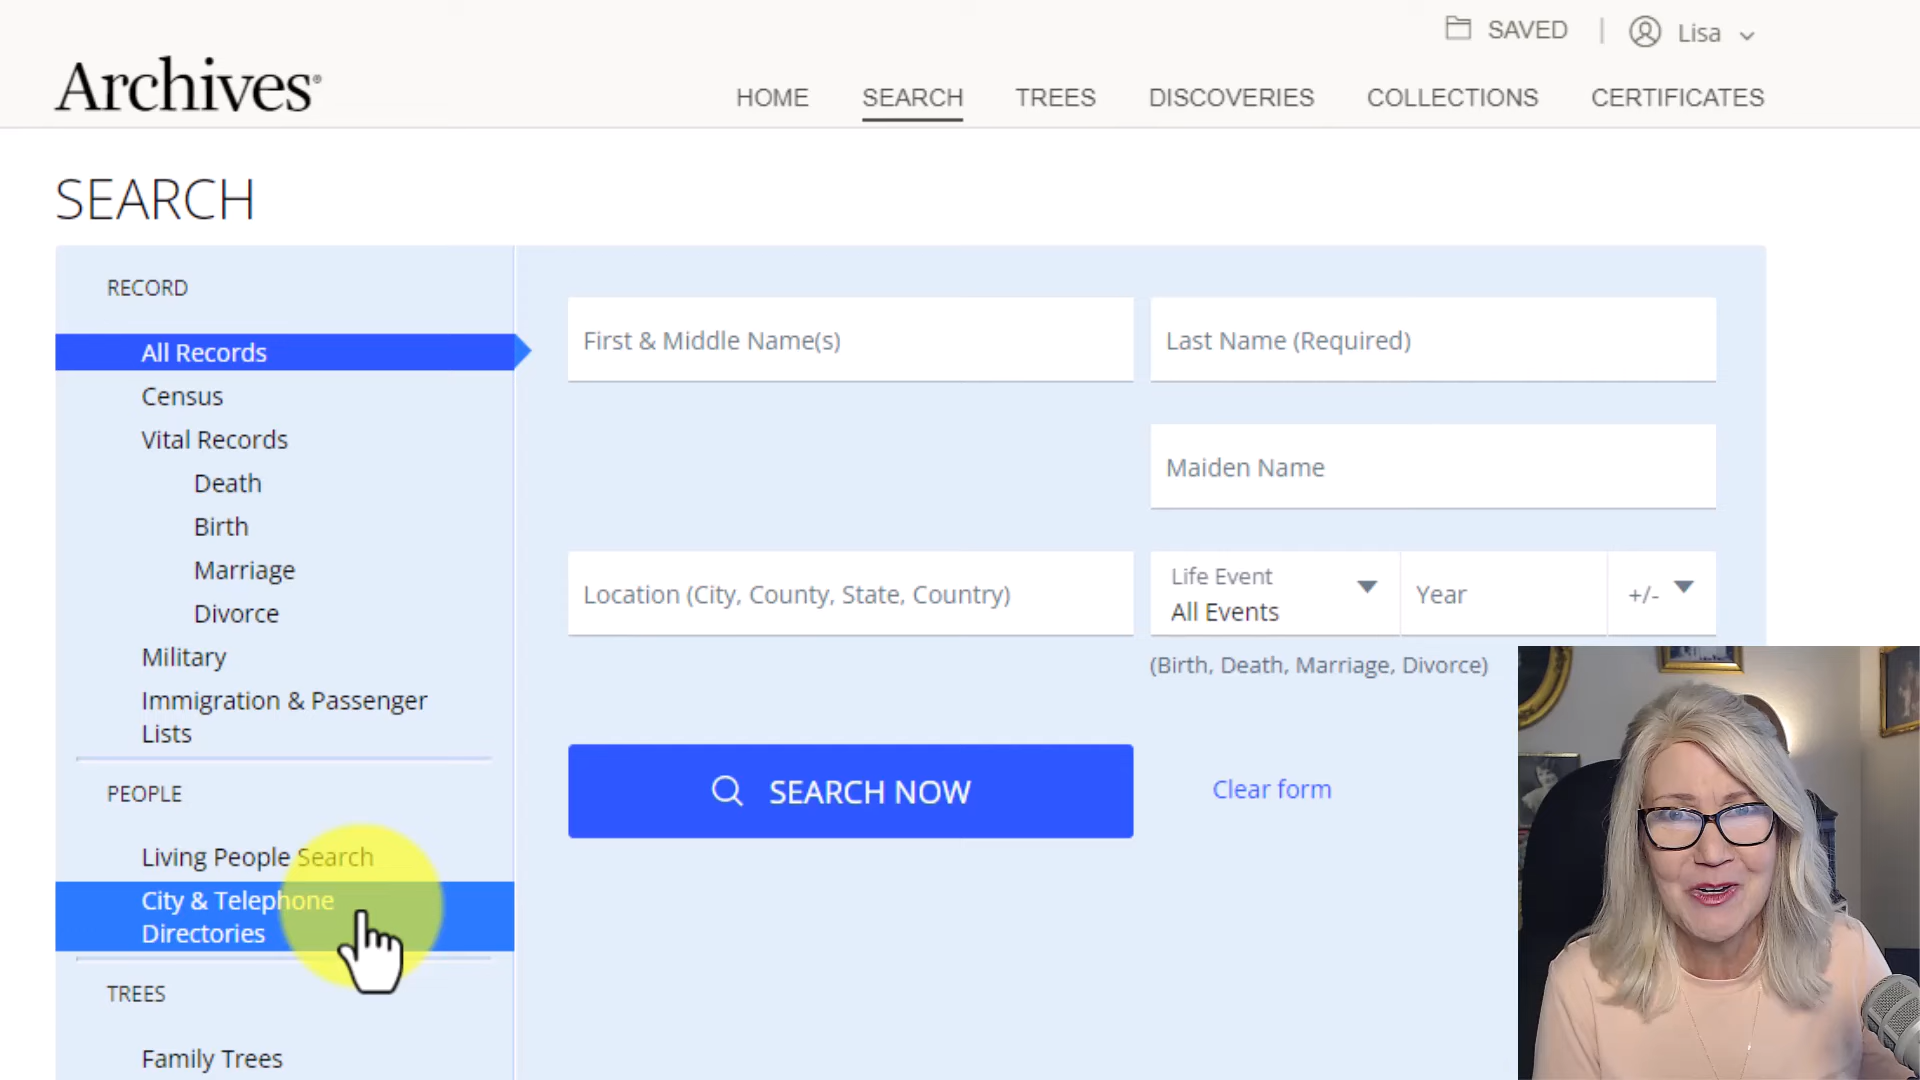 SAVED | Lisa
Archives®
HOME SEARCH TREES DISCOVERIES COLLECTIONS CERTIFICATES
SEARCH
RECORD
All Records
Census
Vital Records
Death
Birth
Marriage
Divorce
Military
Immigration & Passenger
Lists
PEOPLE
Living People Search
City & Telephone
Directories
TREES
Family Trees
First & Middle Name(s)
Last Name (Required)
Maiden Name
Location (City, County, State, Country)
Life Event
All Events
Year
+/-
(Birth, Death, Marriage, Divorce)
SEARCH NOW
Clear form